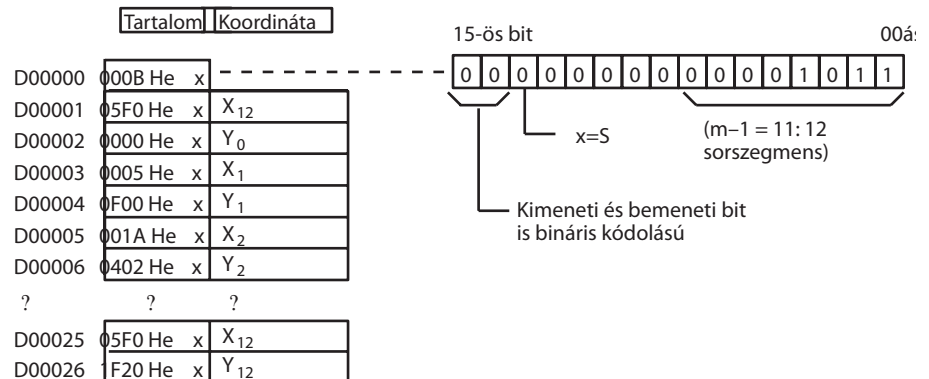 Tartalom Koordináta
15-ös bit 00ás
D00000 000B He x 0 0 0 0 0 0 0 0 0 0 0 0 1 0 1 1
D00001 05F0 He x X12
D00002 0000 He x Y0
D00003 0005 He x X1
D00004 0F00 He x Y1
D00005 001A He x X2
D00006 0402 He x Y2
? ? ?
D00025 05F0 He x X12
D00026 1F20 He x Y12
x=S
(m–1 = 11: 12
sorszegmens)
Kimeneti és bemeneti bit
is bináris kódolású